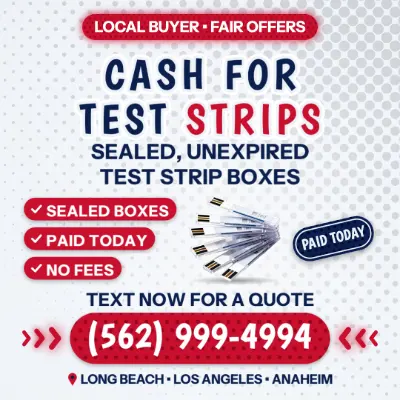 LOCAL BUYER • FAIR OFFERS
CASH FOR
TEST STRIPS
SEALED, UNEXPIRED
TEST STRIP BOXES
✓ SEALED BOXES
✓ PAID TODAY
✓ NO FEES
PAID TODAY
TEXT NOW FOR A QUOTE
(562) 999-4994
LONG BEACH • LOS ANGELES • ANAHEIM